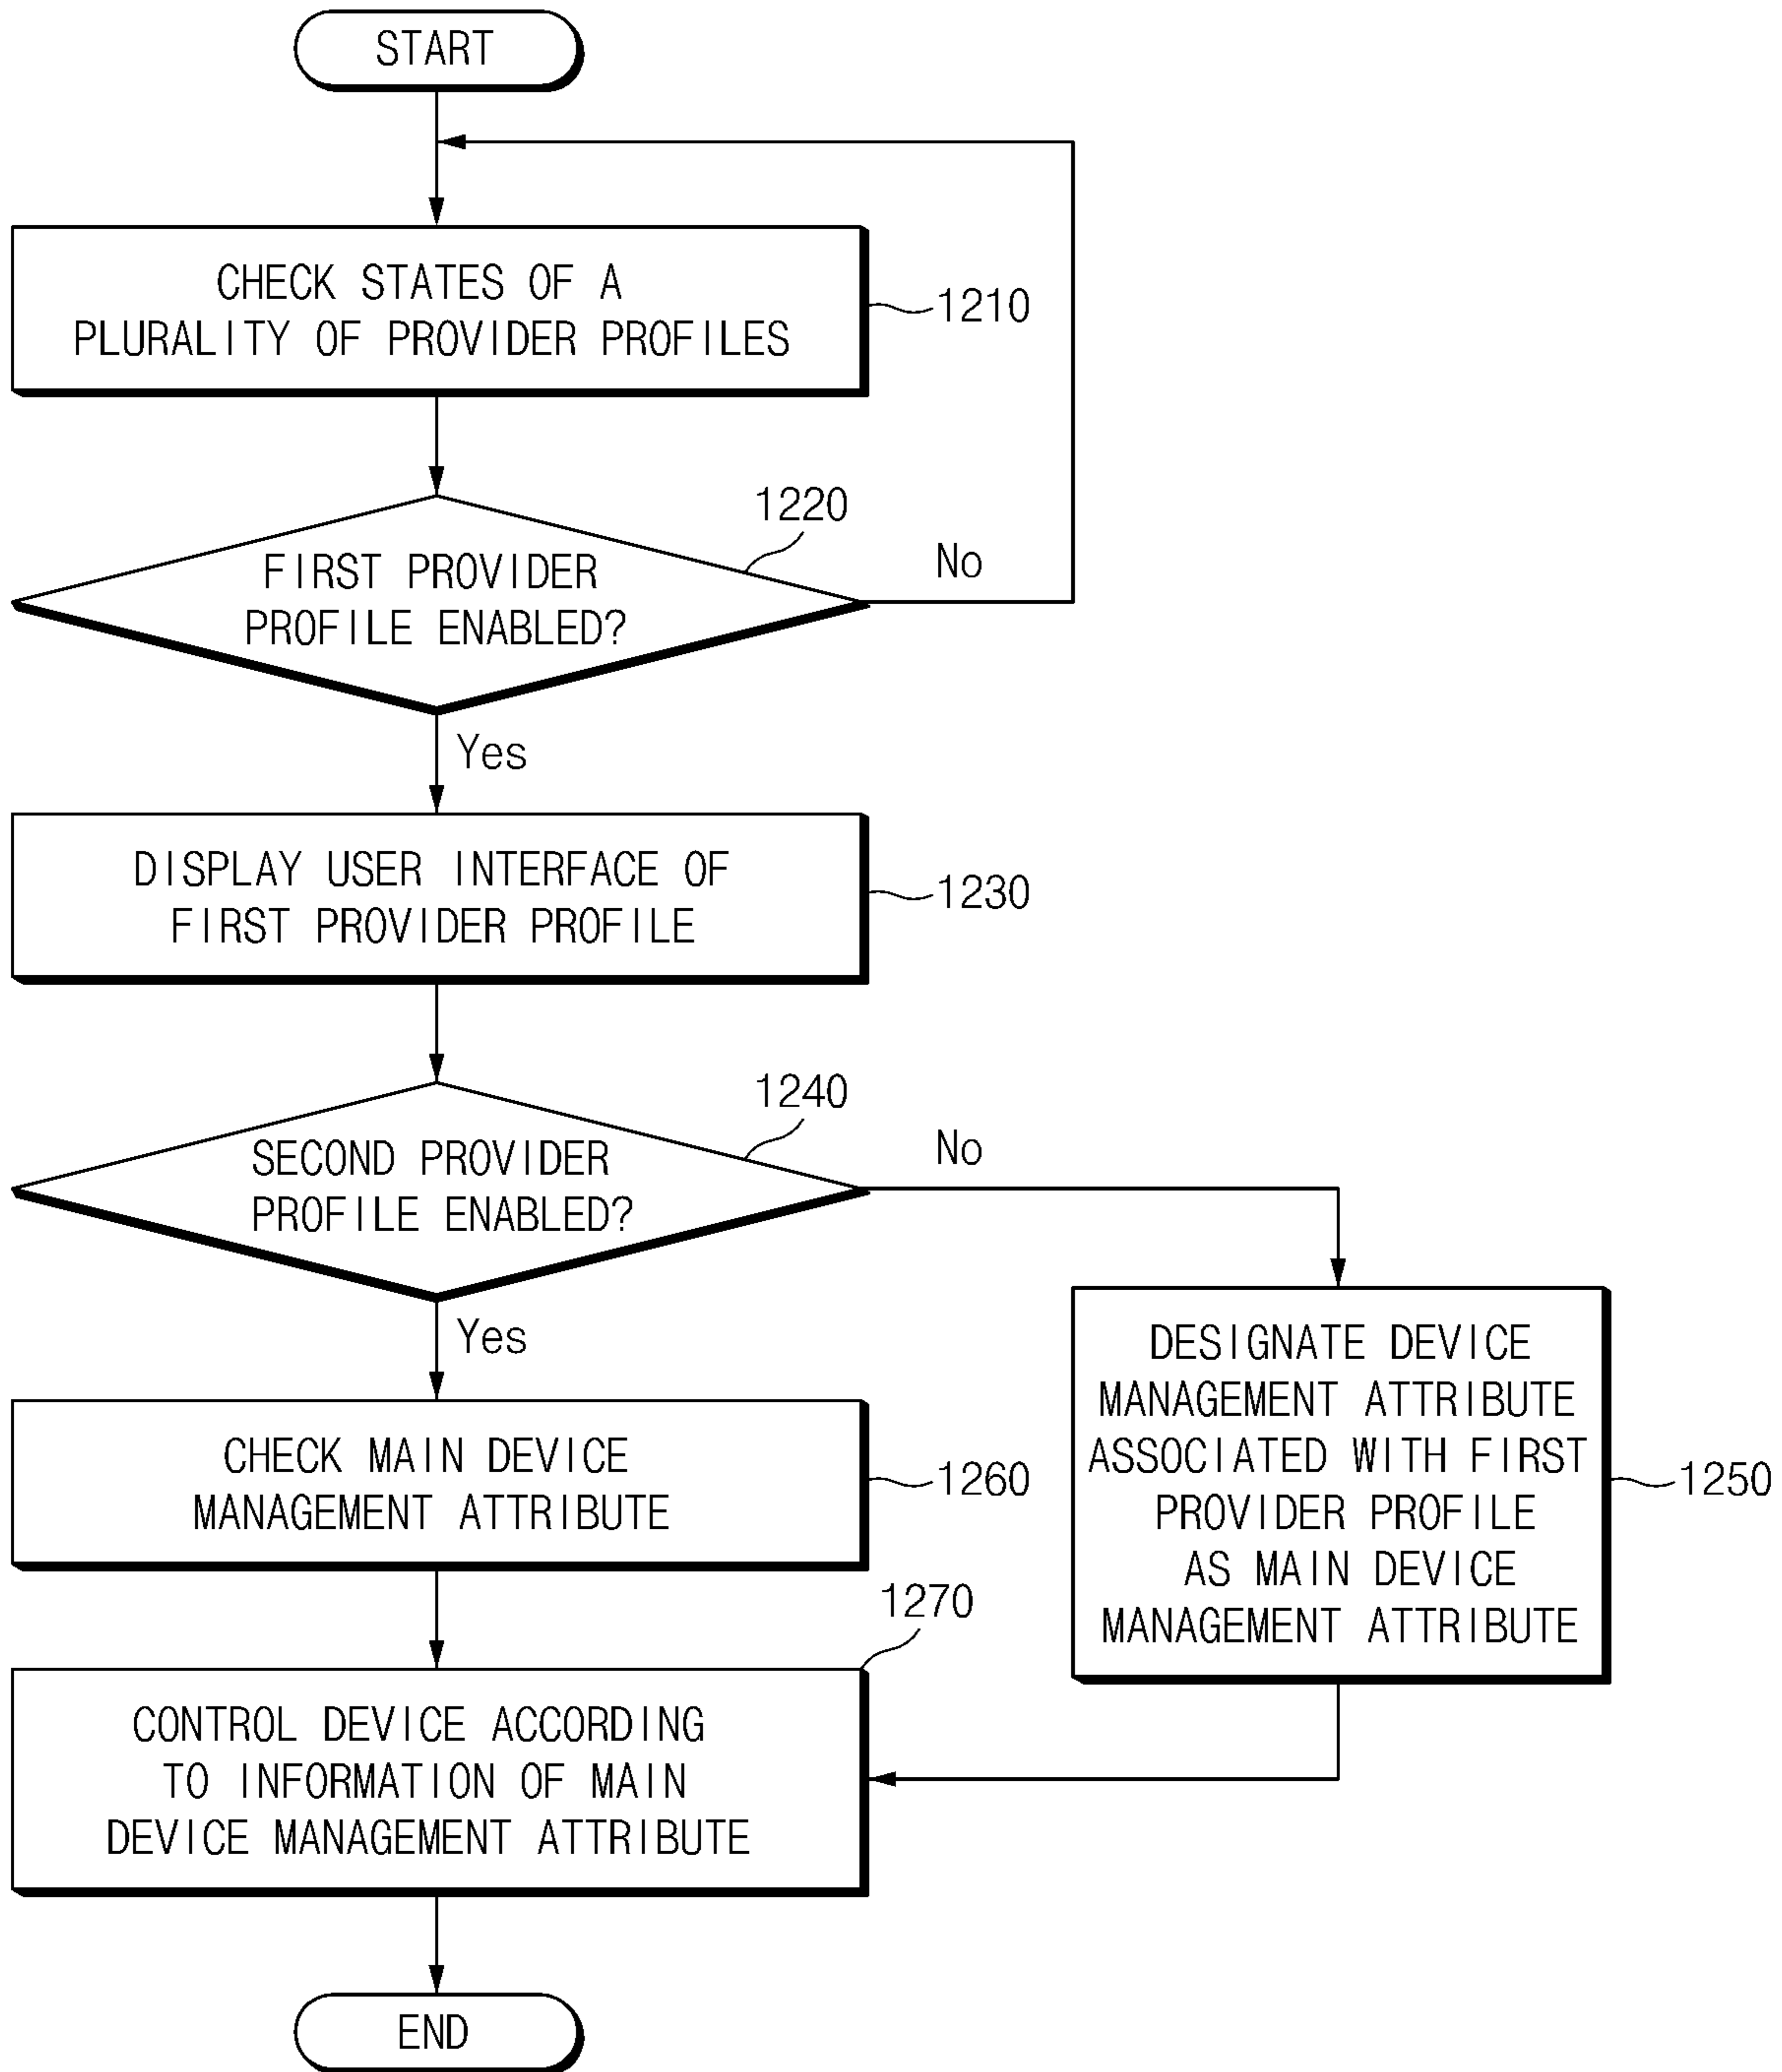 START
CHECK STATES OF A
PLURALITY OF PROVIDER PROFILES
1210
1220
FIRST PROVIDER
PROFILE ENABLED?
No
Yes
DISPLAY USER INTERFACE OF
FIRST PROVIDER PROFILE
1230
1240
SECOND PROVIDER
PROFILE ENABLED?
No
Yes
DESIGNATE DEVICE
MANAGEMENT ATTRIBUTE
ASSOCIATED WITH FIRST
PROVIDER PROFILE
AS MAIN DEVICE
MANAGEMENT ATTRIBUTE
1250
CHECK MAIN DEVICE
MANAGEMENT ATTRIBUTE
1260
1270
CONTROL DEVICE ACCORDING
TO INFORMATION OF MAIN
DEVICE MANAGEMENT ATTRIBUTE
END